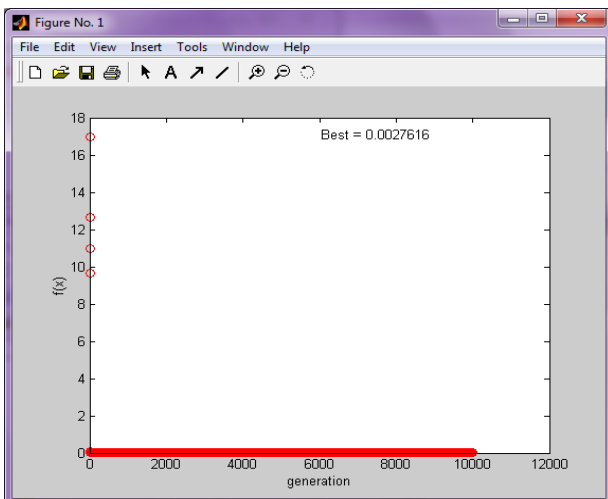 Figure No. 1
File Edit View Insert Tools Window Help
Best = 0.0027616
18
16
14
12
10
8
6
4
2
0
f(x)
0 2000 4000 6000 8000 10000 12000
generation